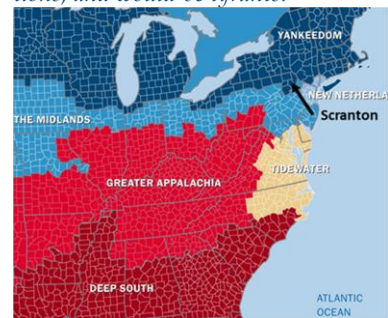 YANKEEDOM
NEW NETHERLA
THE MIDLANDS
Scranton
TIDEWATER
GREATER APPALACHIA
DEEP SOUTH
ATLANTIC
OCEAN